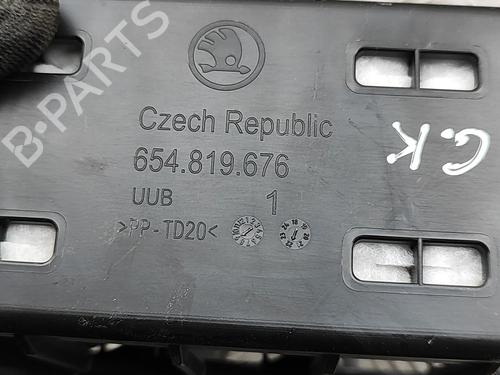 B-PARTS
Czech Republic
654.819.676
UUB 1
>PP-TD20<
G.K